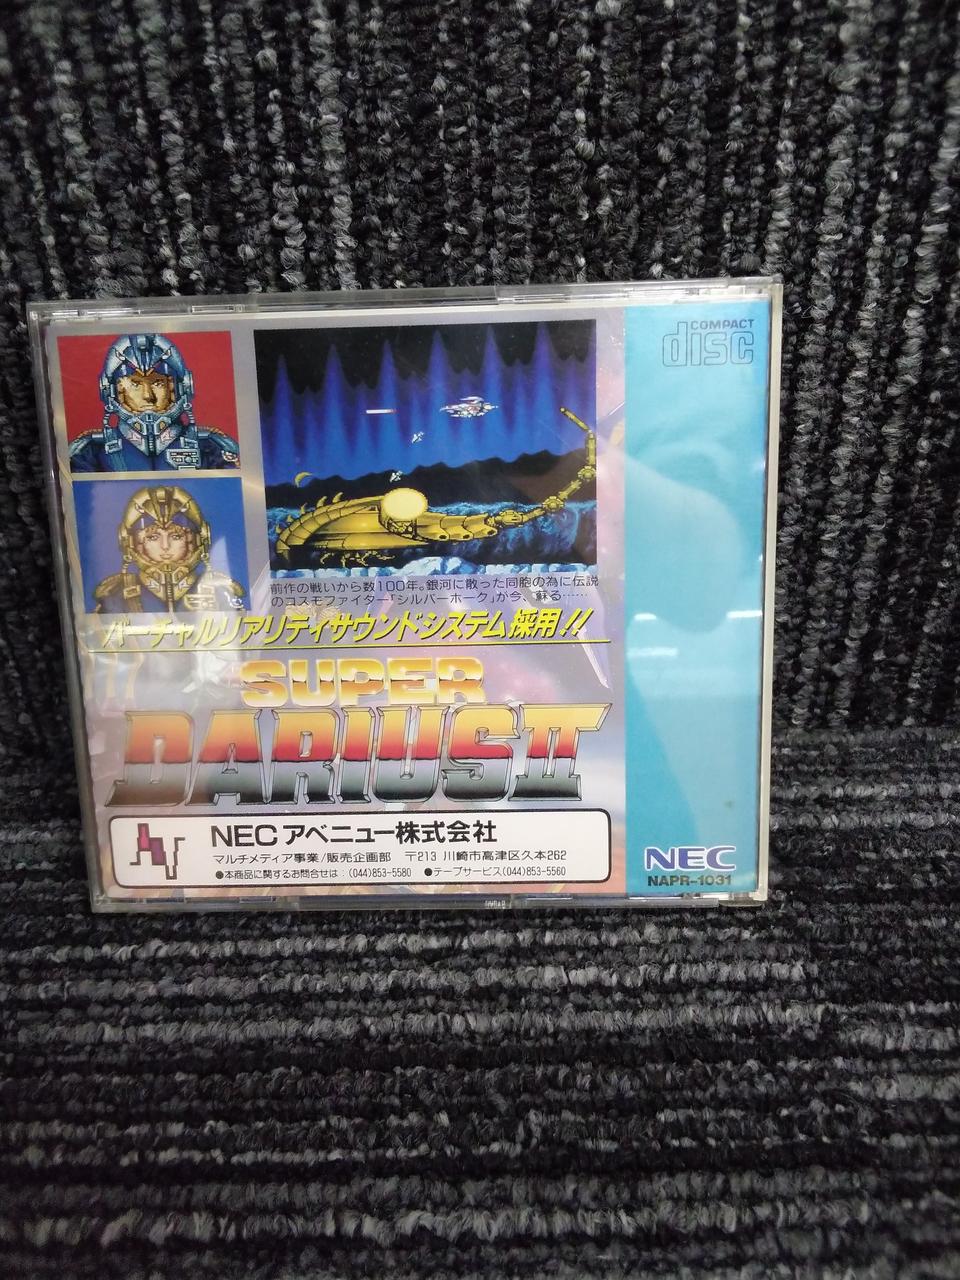 COMPACT
disc
前作の戦いから数100年。銀河に散った同胞の為に伝説
のコスモファイター「シルバーホーク」が今、蘇る……
バーチャルリアリティサウンドシステム採用!!
SUPER
DARIUS II
NECアベニュー株式会社
マルチメディア事業/販売企画部 〒213 川崎市高津区久本262
●本商品に関するお問合せは:(044)853-5580 ●テープサービス(044)853-5560
NEC
NAPR-1031